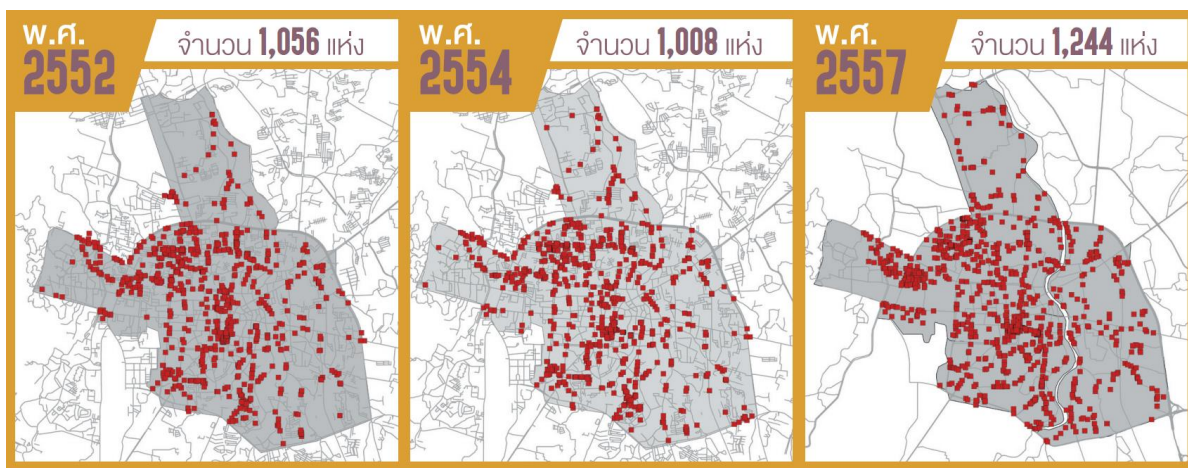 พ.ศ.
2552
จำนวน 1,056 แห่ง
พ.ศ.
2554
จำนวน 1,008 แห่ง
พ.ศ.
2557
จำนวน 1,244 แห่ง